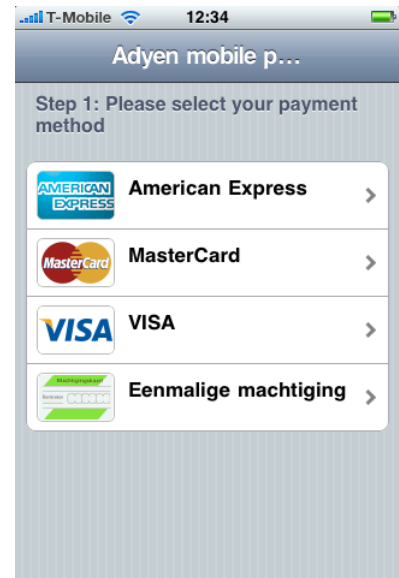 T-Mobile 12:34
Adyen mobile p...
Step 1: Please select your payment
method
AMERICAN
EXPRESS
American Express
MasterCard
MasterCard
VISA
VISA
Machtigingskaart
Eenmalige machtiging